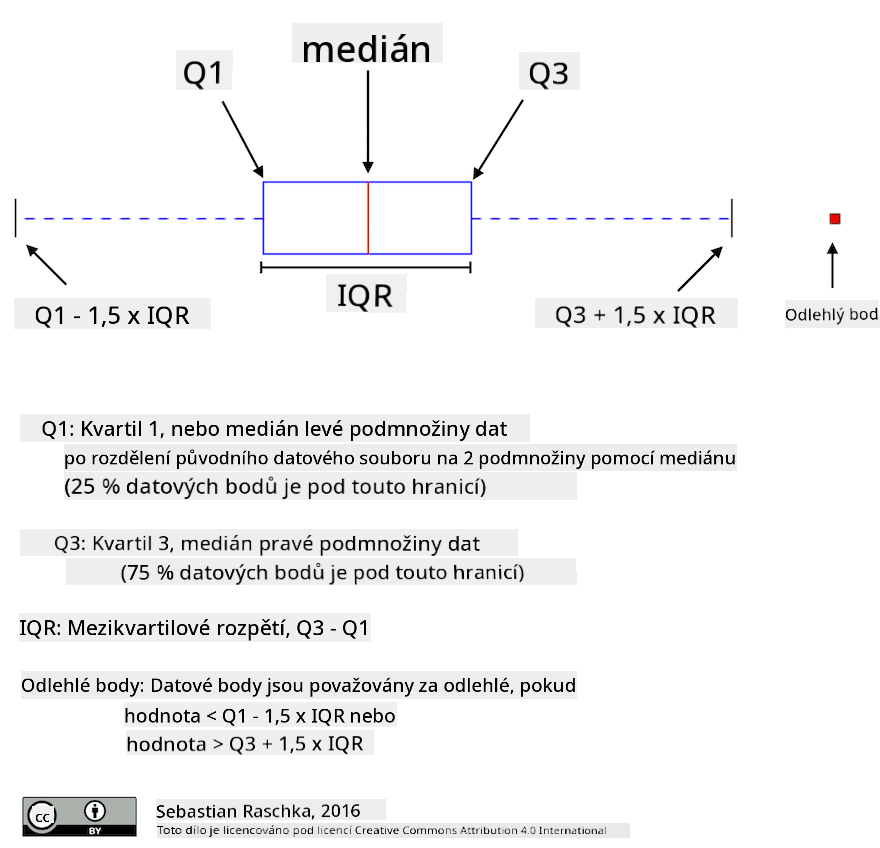 medián
Q1
Q3
IQR
Q1 - 1,5 x IQR
Q3 + 1,5 x IQR
Odlehlý bod
Q1: Kvartil 1, nebo medián levé podmnožiny dat
po rozdělení původního datového souboru na 2 podmnožiny pomocí mediánu
(25 % datových bodů je pod touto hranicí)
Q3: Kvartil 3, medián pravé podmnožiny dat
(75 % datových bodů je pod touto hranicí)
IQR: Mezikvartilové rozpětí, Q3 - Q1
Odlehlé body: Datové body jsou považovány za odlehlé, pokud
hodnota < Q1 - 1,5 x IQR nebo
hodnota > Q3 + 1,5 x IQR
cc
BY
Sebastian Raschka, 2016
Toto dílo je licencováno pod licencí Creative Commons Attribution 4.0 International